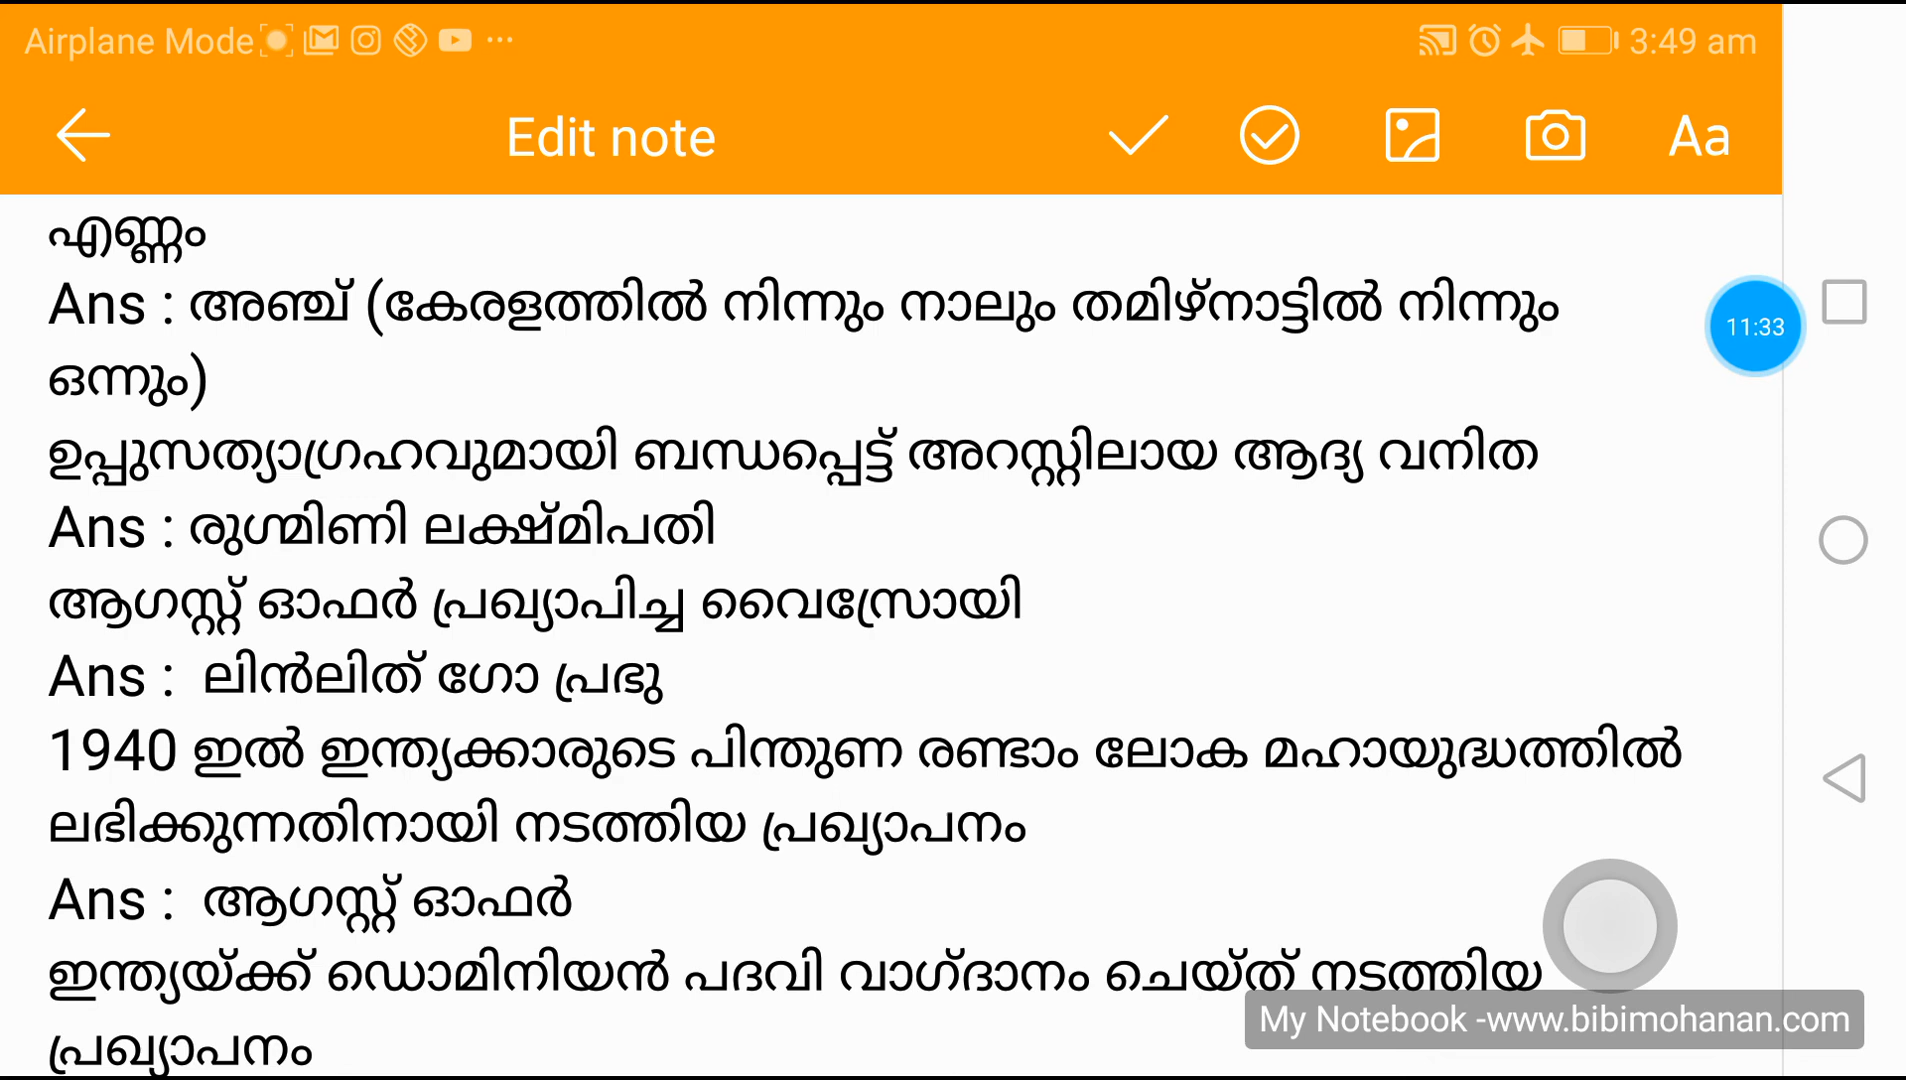 Airplane Mode ... 3:49 am
Edit note Aa
എണ്ണം
Ans : അഞ്ച് (കേരളത്തിൽ നിന്നും നാലും തമിഴ്നാട്ടിൽ നിന്നും
11:33
ഒന്നും)
ഉപ്പുസത്യാഗ്രഹവുമായി ബന്ധപ്പെട്ട് അറസ്റ്റിലായ ആദ്യ വനിത
Ans : രുഗ്മിണി ലക്ഷ്മിപതി
ആഗസ്റ്റ് ഓഫർ പ്രഖ്യാപിച്ച വൈസ്രോയി
Ans : ലിൻലിത് ഗോ പ്രഭു
1940 ഇൽ ഇന്ത്യക്കാരുടെ പിന്തുണ രണ്ടാം ലോക മഹായുദ്ധത്തിൽ
ലഭിക്കുന്നതിനായി നടത്തിയ പ്രഖ്യാപനം
Ans : ആഗസ്റ്റ് ഓഫർ
ഇന്ത്യയ്ക്ക് ഡൊമിനിയൻ പദവി വാഗ്ദാനം ചെയ്ത് നടത്തിയ
പ്രഖ്യാപനം
My Notebook -www.bibimohanan.com